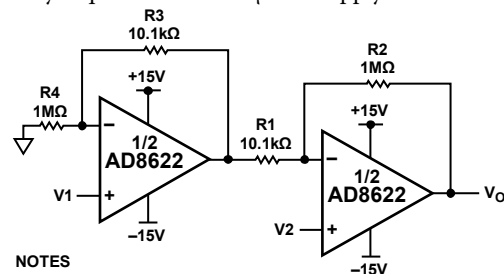 R3
10.1kΩ
R4
1MΩ
+15V
1/2
AD8622
–
+
V1
–15V
R1
10.1kΩ
R2
1MΩ
+15V
1/2
AD8622
–
+
V2
–15V
VO
NOTES